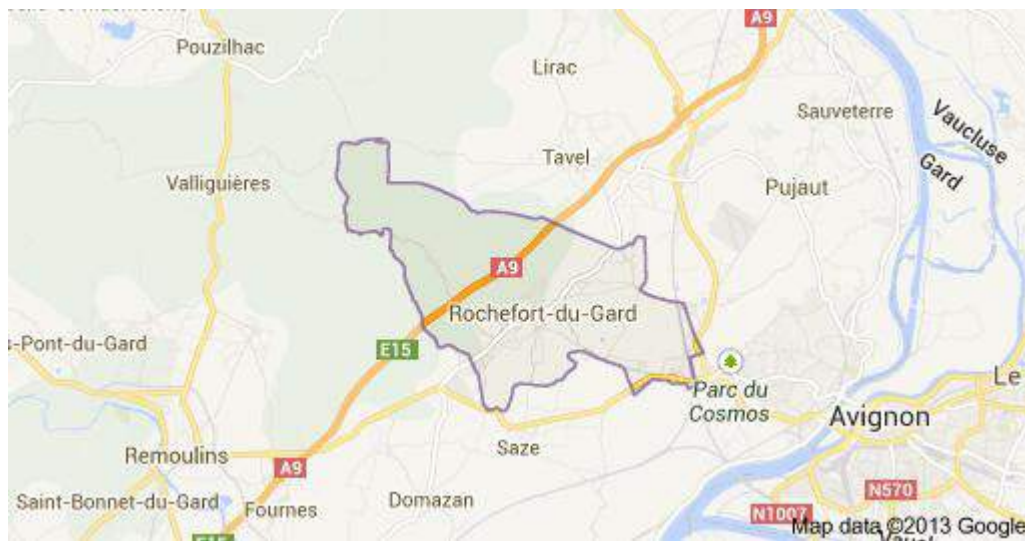 Pouzilhac
A9
Lirac
Sauveterre
Vaucluse
Gard
Tavel
Valliguières
Pujaut
A9
Rochefort-du-Gard
s-Pont-du-Gard
E15
Parc du
Cosmos
Le
Avignon
Remoulins
Saze
A9
Saint-Bonnet-du-Gard
Fournes
Domazan
N570
N1007
Map data ©2013 Google
E15